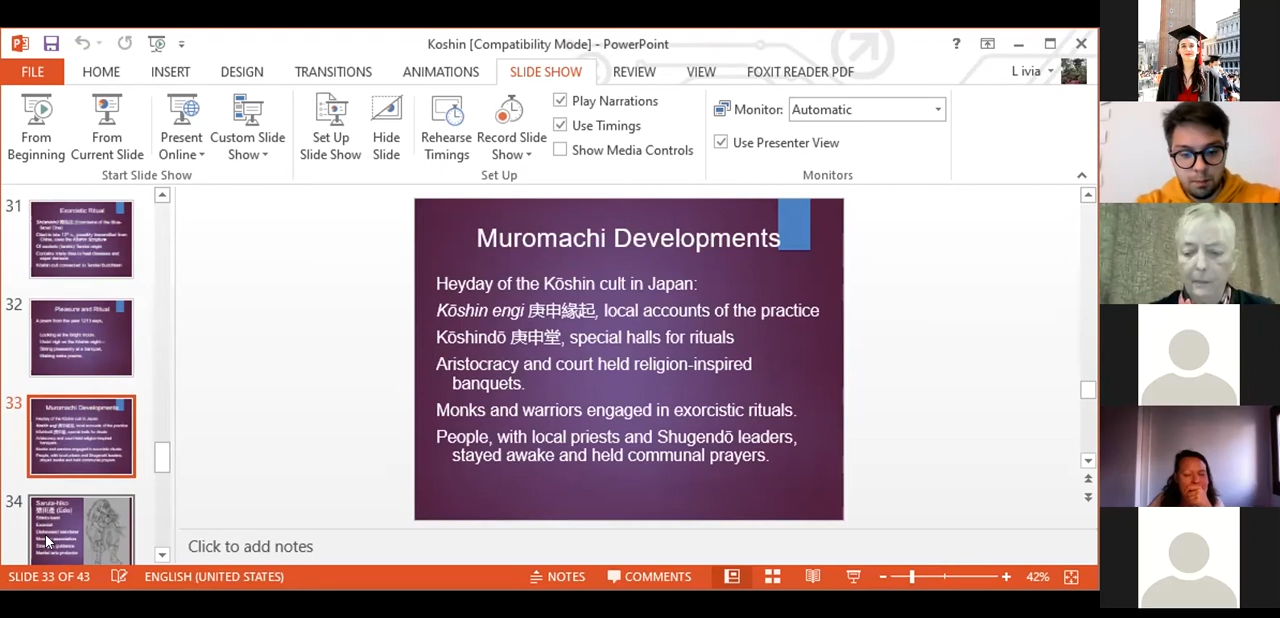 Koshin [Compatibility Mode] - PowerPoint
FILE HOME INSERT DESIGN TRANSITIONS ANIMATIONS SLIDE SHOW REVIEW VIEW FOXIT READER PDF L ivia
From Beginning
From Current Slide
Present Online
Custom Slide Show
Start Slide Show
Set Up Slide Show
Hide Slide
Rehearse Timings
Record Slide Show
Play Narrations
Use Timings
Show Media Controls
Set Up
Monitor: Automatic
Use Presenter View
Monitors
31
Exorcistic Ritual
32
Pleasure and Ritual
33
Muromachi Developments
34
Muromachi Developments
Heyday of the Kōshin cult in Japan:
Kōshin engi 庚申緣起, local accounts of the practice
Kōshindō 庚申堂, special halls for rituals
Aristocracy and court held religion-inspired
banquets.
Monks and warriors engaged in exorcistic rituals.
People, with local priests and Shugendō leaders,
stayed awake and held communal prayers.
Click to add notes
SLIDE 33 OF 43 ENGLISH (UNITED STATES) NOTES COMMENTS 42%